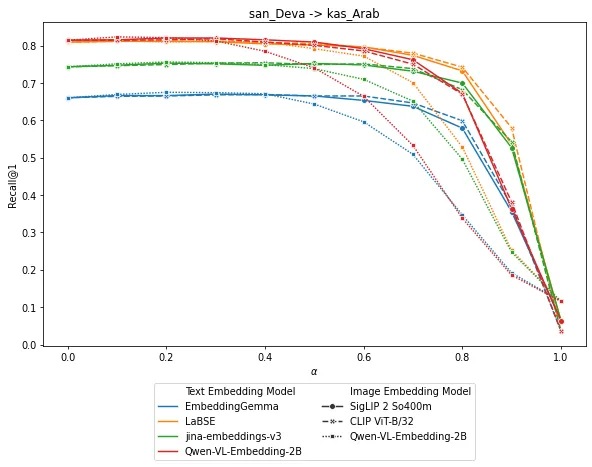 san_Deva -> kas_Arab
Recall@1
0.8
0.7
0.6
0.5
0.4
0.3
0.2
0.1
0.0
0.0 0.2 0.4 0.6 0.8 1.0
α
Text Embedding Model
EmbeddingGemma
LaBSE
jina-embeddings-v3
Qwen-VL-Embedding-2B
Image Embedding Model
SigLIP 2 So400m
CLIP ViT-B/32
Qwen-VL-Embedding-2B